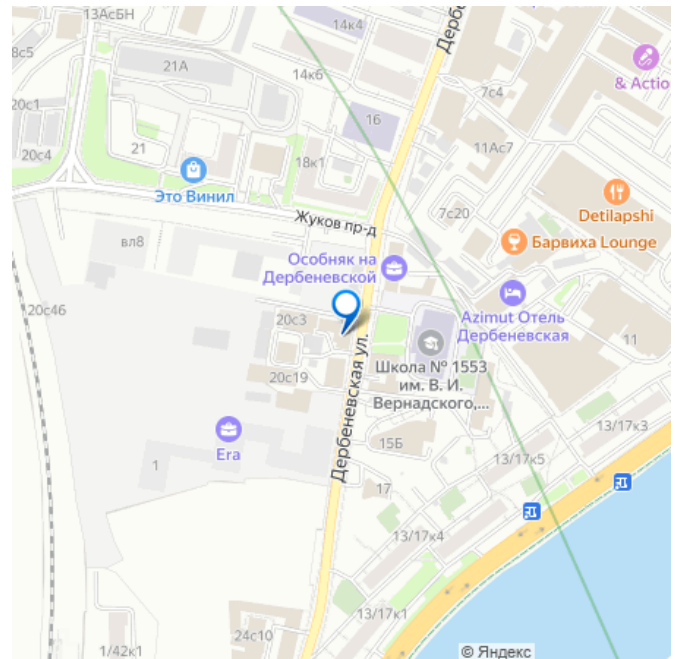 13АсБН
14к4
Дербе
8с5
21А
14к6
7с4
& Actio
20с1
16
11Ас7
20с4
21
18к1
Это Винил
Detilapshi
7с20
Жуков пр-д
Барвиха Lounge
вл8
Особняк на
Дербеневской
20с46
20с3
Azimut Отель
Дербеневская
11
Школа № 1553
им. В. И.
Вернадского,...
20с19
Дербеневская ул.
13/17к3
15Б
Era
1
13/17к5
17
13/17к4
13/17к1
24с10
1/42к1
© Яндекс